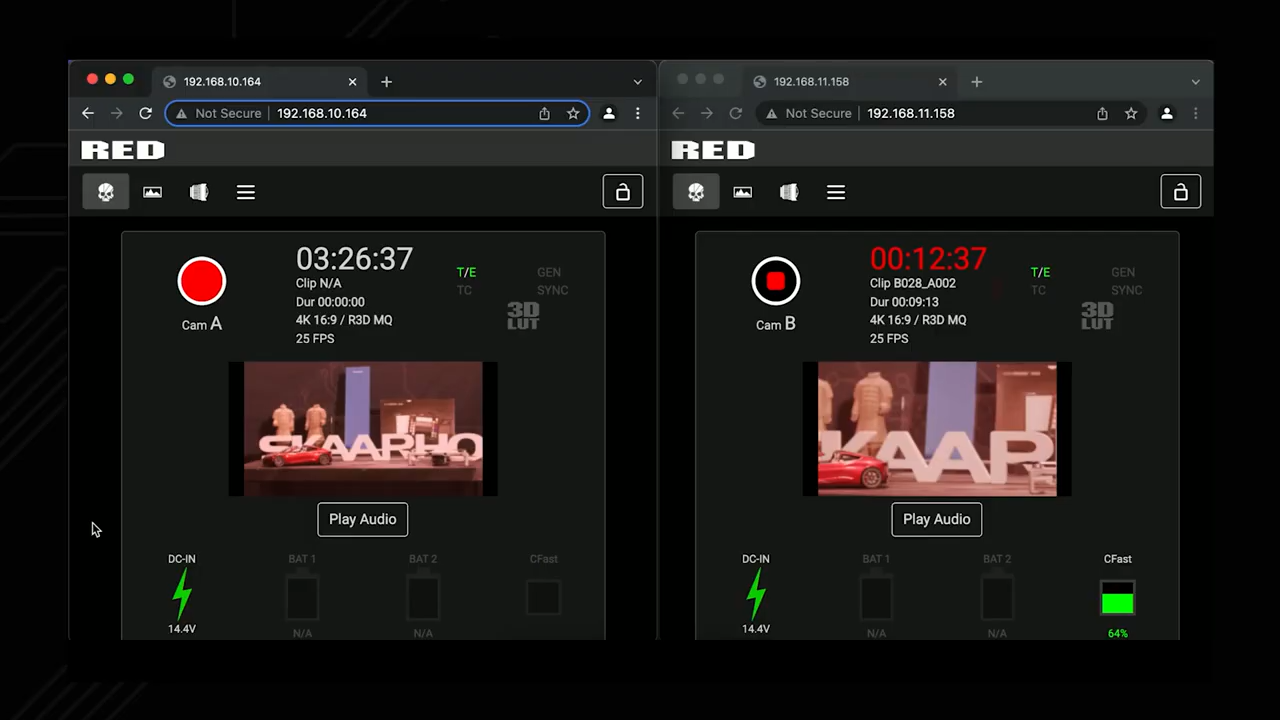 192.168.10.164
Not Secure 192.168.10.164
RED
03:26:37
Clip N/A
Dur 00:00:00
4K 16:9 / R3D MQ
25 FPS
Cam A
T/E
TC
GEN
SYNC
3D
LUT
SKAARHO
Play Audio
DC-IN
14.4V
BAT 1
N/A
BAT 2
N/A
CFast
192.168.11.158
Not Secure 192.168.11.158
RED
00:12:37
Clip B028_A002
Dur 00:09:13
4K 16:9 / R3D MQ
25 FPS
Cam B
T/E
TC
GEN
SYNC
3D
LUT
KAAR
Play Audio
DC-IN
14.4V
BAT 1
N/A
BAT 2
N/A
CFast
64%